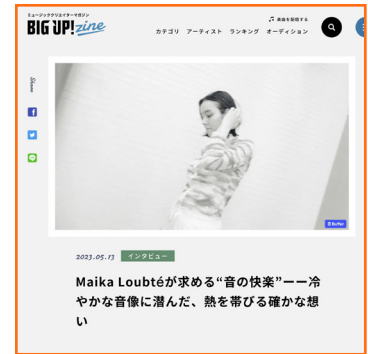 ミュージッククリエイターマガジン
BIG UP! zine
♫ 楽曲を配信する
カテゴリ アーティスト ランキング オーディション
Share
Buffer
2023.05.13 インタビュー
Maika Loubtéが求める“音の快楽”ーー冷
やかな音像に潜んだ、熱を帯びる確かな想
い